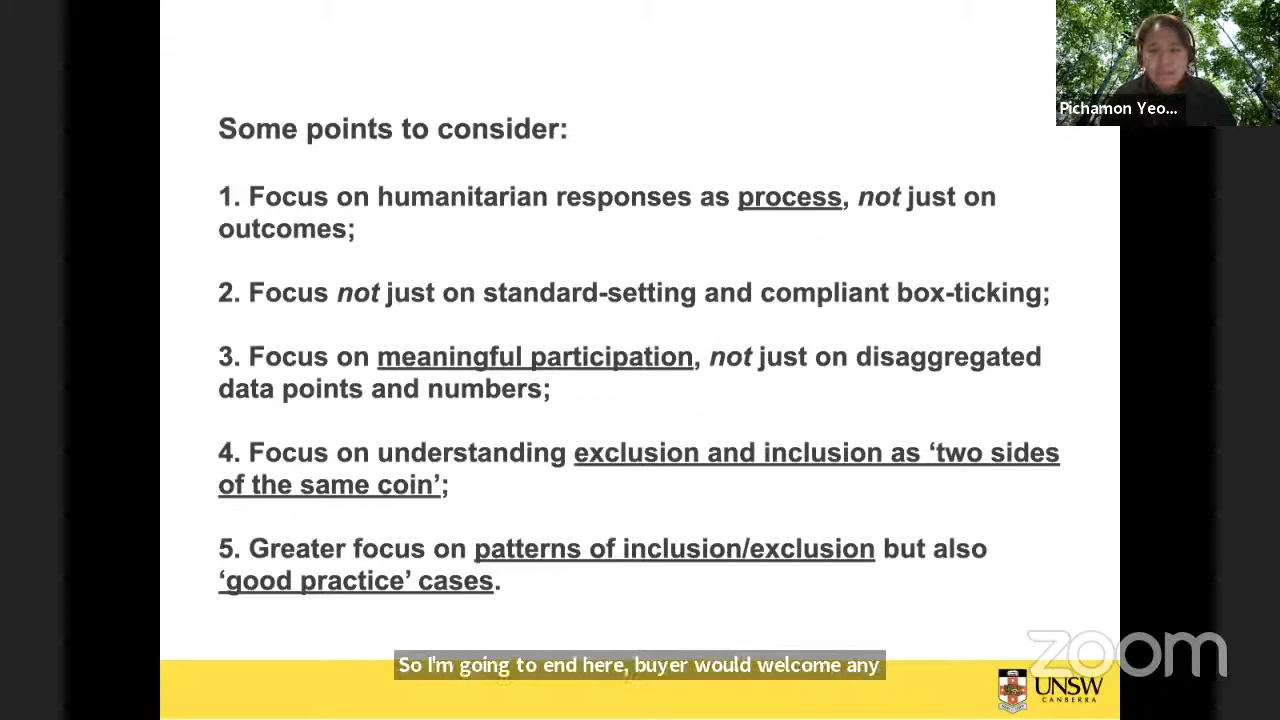 Pichamon Yeo...
Some points to consider:
1. Focus on humanitarian responses as process, not just on
outcomes;
2. Focus not just on standard-setting and compliant box-ticking;
3. Focus on meaningful participation, not just on disaggregated
data points and numbers;
4. Focus on understanding exclusion and inclusion as ‘two sides
of the same coin’;
5. Greater focus on patterns of inclusion/exclusion but also
‘good practice’ cases.
So I'm going to end here, buyer would welcome any
zoom
UNSW
CANBERRA